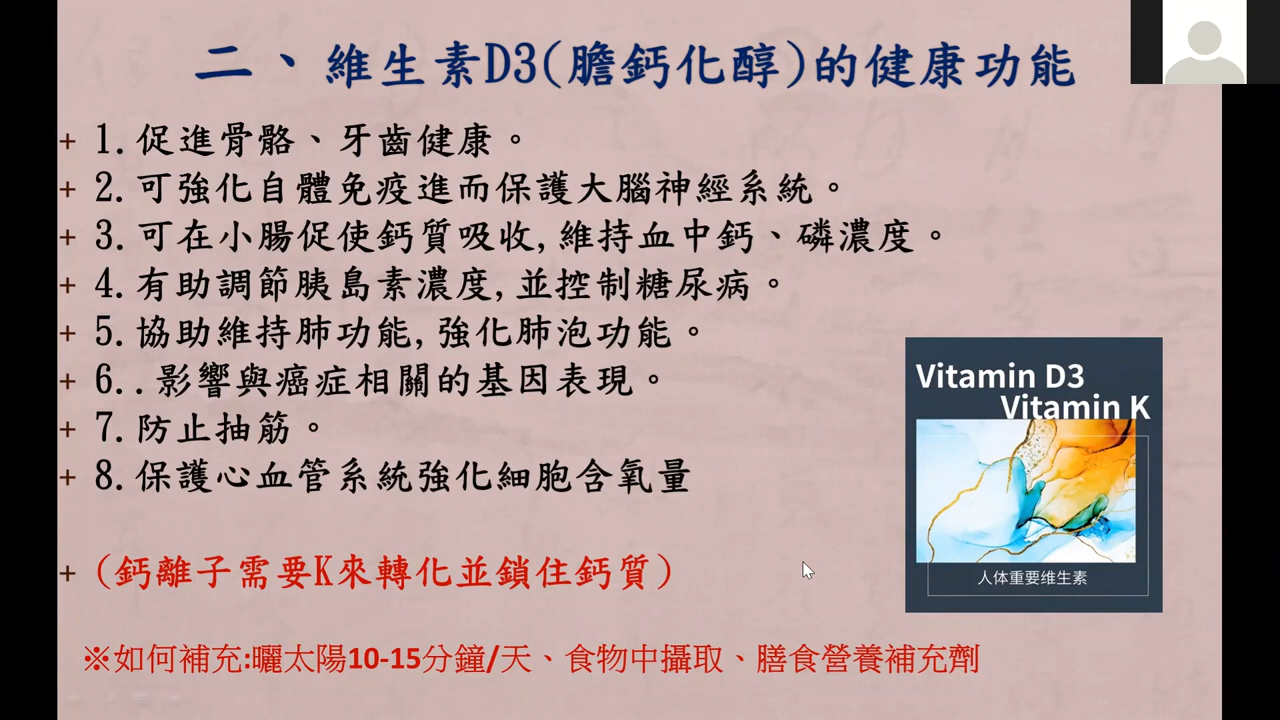 二、維生素D3(膽鈣化醇)的健康功能
+ 1.促進骨骼、牙齒健康。
+ 2.可強化自體免疫進而保護大腦神經系統。
+ 3.可在小腸促使鈣質吸收,維持血中鈣、磷濃度。
+ 4.有助調節胰島素濃度,並控制糖尿病。
+ 5.協助維持肺功能,強化肺泡功能。
+ 6..影響與癌症相關的基因表現。
+ 7.防止抽筋。
+ 8.保護心血管系統強化細胞含氧量
+ (鈣離子需要K來轉化並鎖住鈣質)
Vitamin D3
Vitamin K
人体重要维生素
※如何補充:曬太陽10-15分鐘/天、食物中攝取、膳食營養補充劑